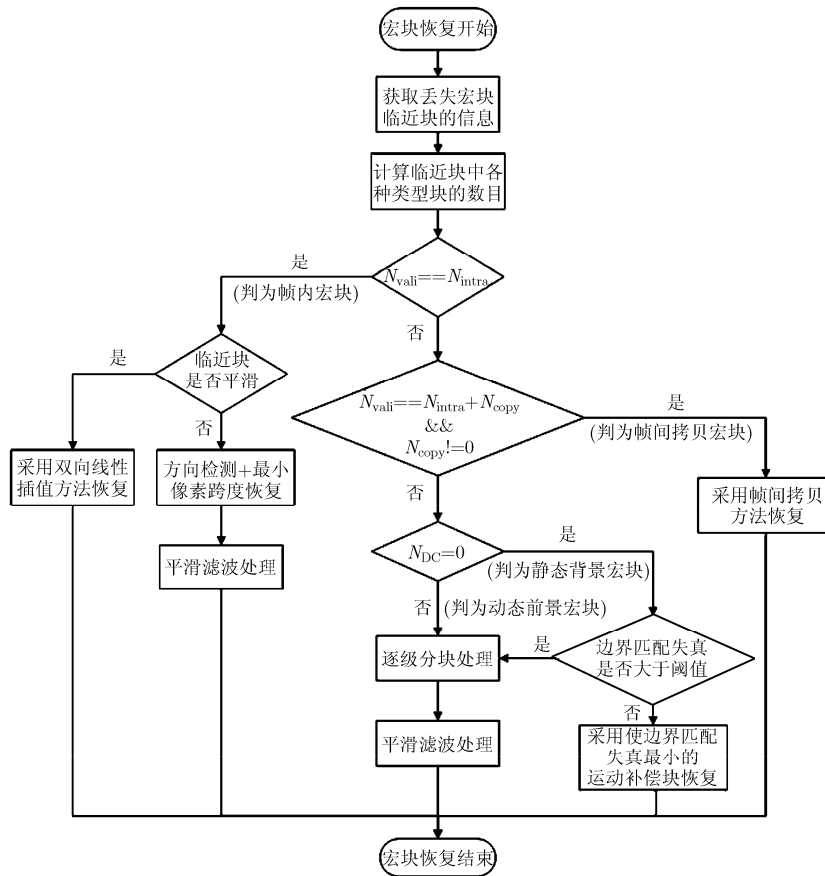 宏块恢复开始
获取丢失宏块
临近块的信息
计算临近块中各
种类型块的数目
N_vali==N_intra
是
(判为帧内宏块)
否
临近块
是否平滑
是
否
N_vali==N_intra+N_copy
&&
N_copy!=0
是
(判为帧间拷贝宏块)
否
采用双向线性
插值方法恢复
方向检测+最小
像素跨度恢复
采用帧间拷贝
方法恢复
平滑滤波处理
N_DC=0
是
(判为静态背景宏块)
否
(判为动态前景宏块)
逐级分块处理
是
边界匹配失真
是否大于阈值
否
平滑滤波处理
采用使边界匹配
失真最小的
运动补偿块恢复
宏块恢复结束